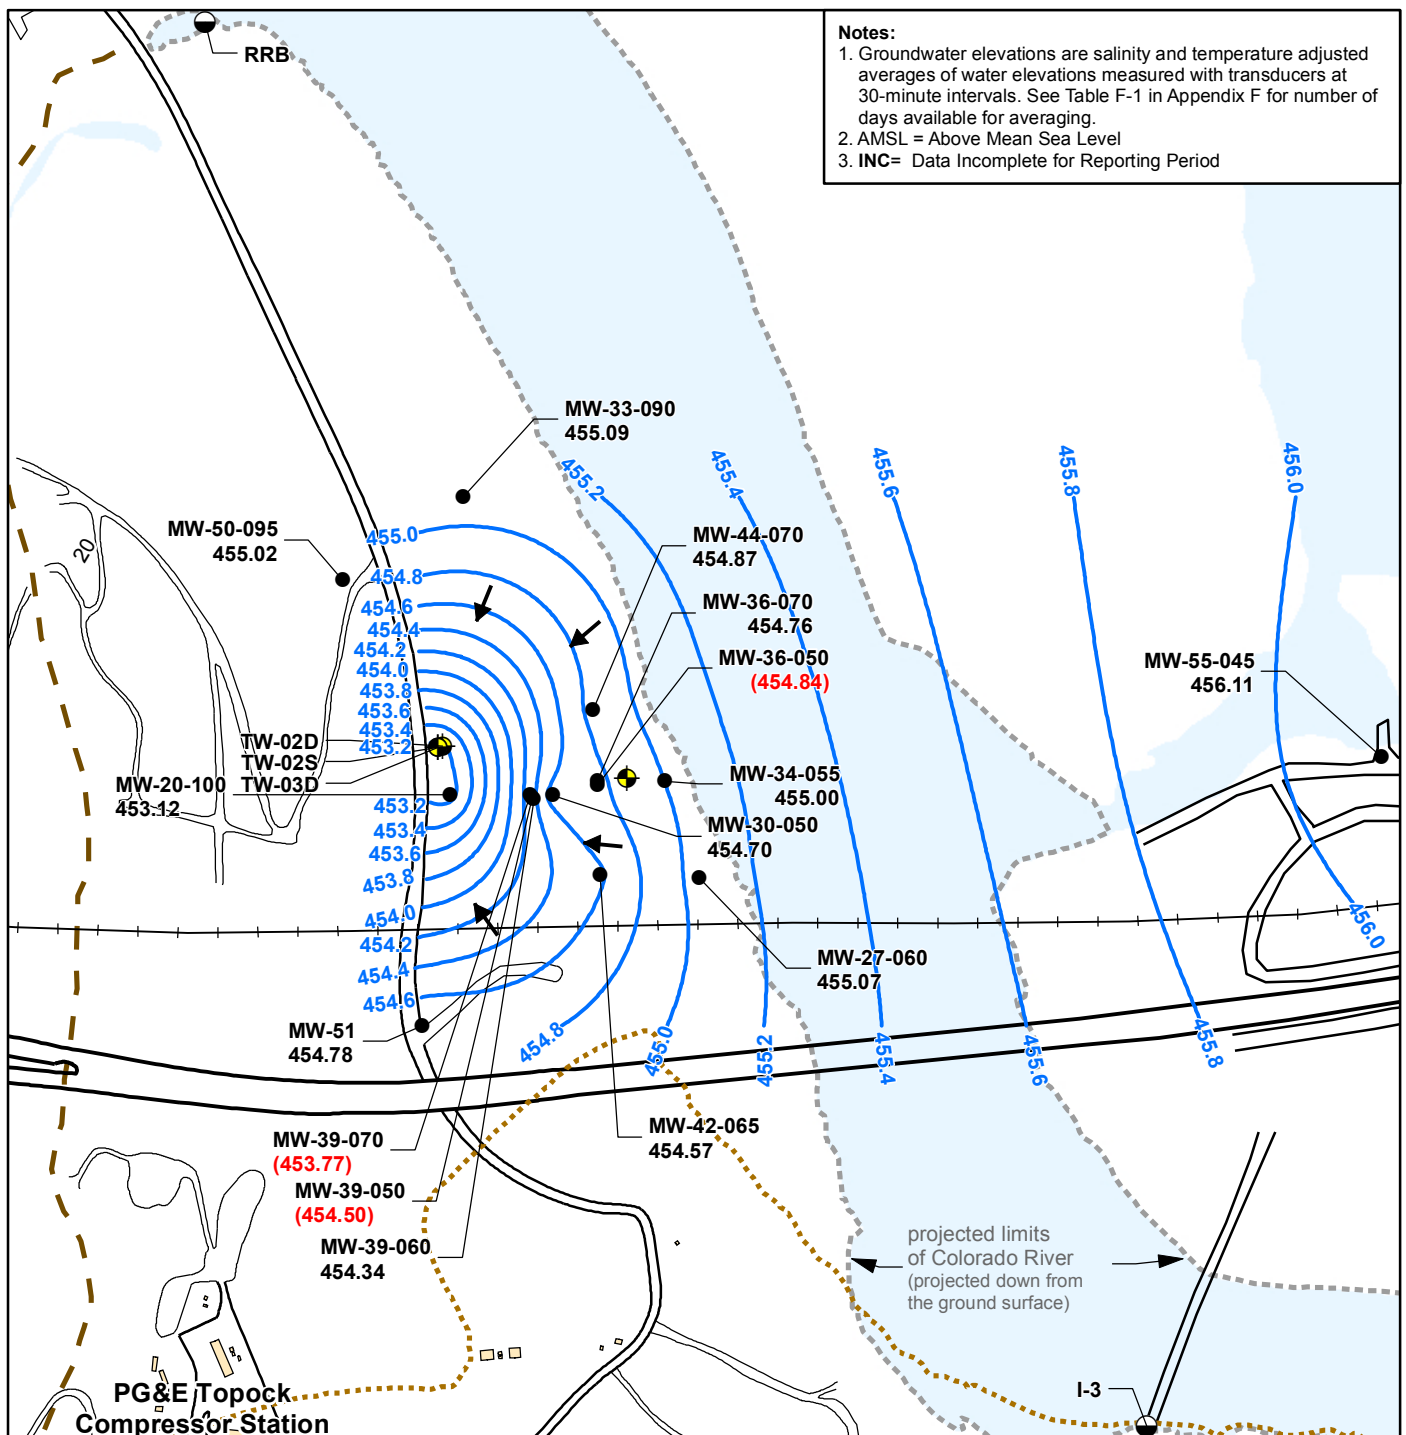 RRB
Notes:
1. Groundwater elevations are salinity and temperature adjusted
averages of water elevations measured with transducers at
30-minute intervals. See Table F-1 in Appendix F for number of
days available for averaging.
2. AMSL = Above Mean Sea Level
3. INC= Data Incomplete for Reporting Period
MW-33-090
455.09
455.2
455.4
455.6
455.8
456.0
MW-50-095
455.02
20
455.0
454.8
454.6
454.4
454.2
454.0
453.8
453.6
453.4
453.2
MW-44-070
454.87
MW-36-070
454.76
MW-36-050
(454.84)
MW-55-045
456.11
TW-02D
TW-02S
TW-03D
MW-20-100
453.12
MW-34-055
455.00
MW-30-050
454.70
453.2
453.4
453.6
453.8
454.0
454.2
454.4
454.6
454.8
455.0
455.2
455.4
455.6
455.8
456.0
MW-27-060
455.07
MW-51
454.78
MW-42-065
454.57
MW-39-070
(453.77)
MW-39-050
(454.50)
MW-39-060
454.34
projected limits
of Colorado River
(projected down from
the ground surface)
I-3
PG&E Topock
Compressor Station